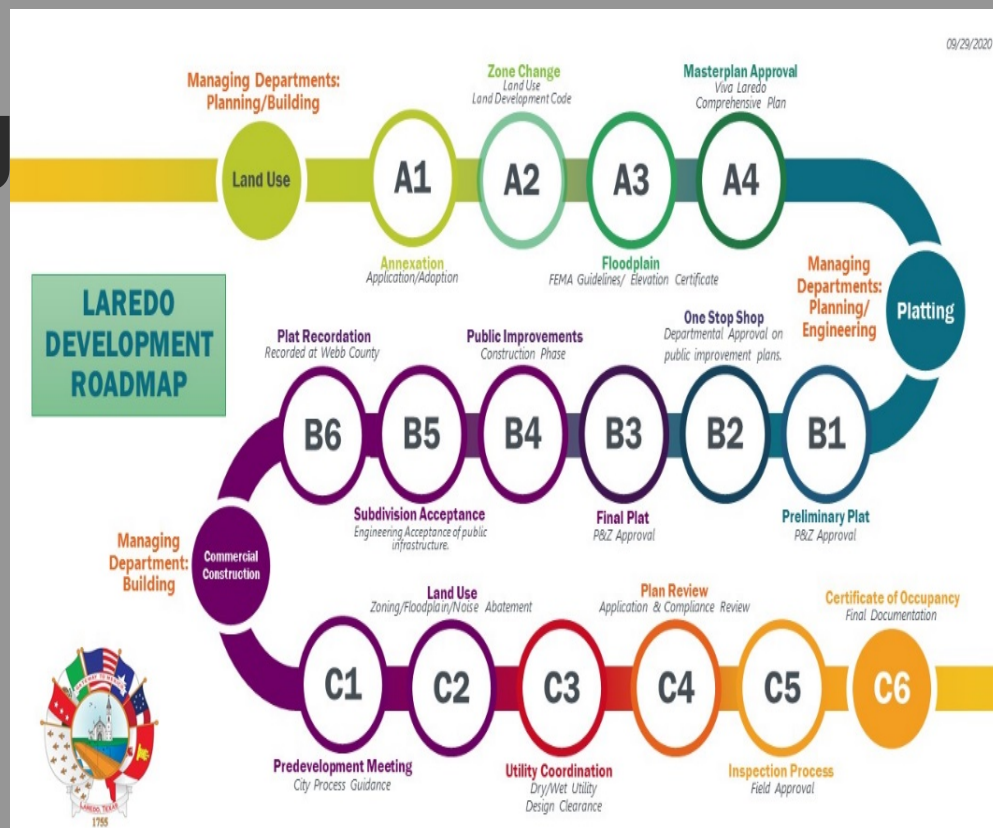 09/29/2020
Managing Departments:
Planning/Building
Zone Change
Land Use
Land Development Code
Masterplan Approval
Viva Laredo
Comprehensive Plan
Land Use
A1
A2
A3
A4
Annexation
Application/Adoption
Floodplain
FEMA Guidelines/ Elevation Certificate
Managing
Departments:
Planning/
Engineering
Platting
LAREDO
DEVELOPMENT
ROADMAP
Plat Recordation
Recorded at Webb County
Public Improvements
Construction Phase
One Stop Shop
Departmental Approval on
public improvement plans.
B6
B5
B4
B3
B2
B1
Subdivision Acceptance
Engineering Acceptance of public
infrastructure.
Final Plat
P&Z Approval
Preliminary Plat
P&Z Approval
Managing
Department:
Building
Commercial
Construction
Land Use
Zoning/Floodplain/Noise Abatement
Plan Review
Application & Compliance Review
Certificate of Occupancy
Final Documentation
C1
C2
C3
C4
C5
C6
Predevelopment Meeting
City Process Guidance
Utility Coordination
Dry/Wet Utility
Design Clearance
Inspection Process
Field Approval
LAREDO, TEXAS
1755